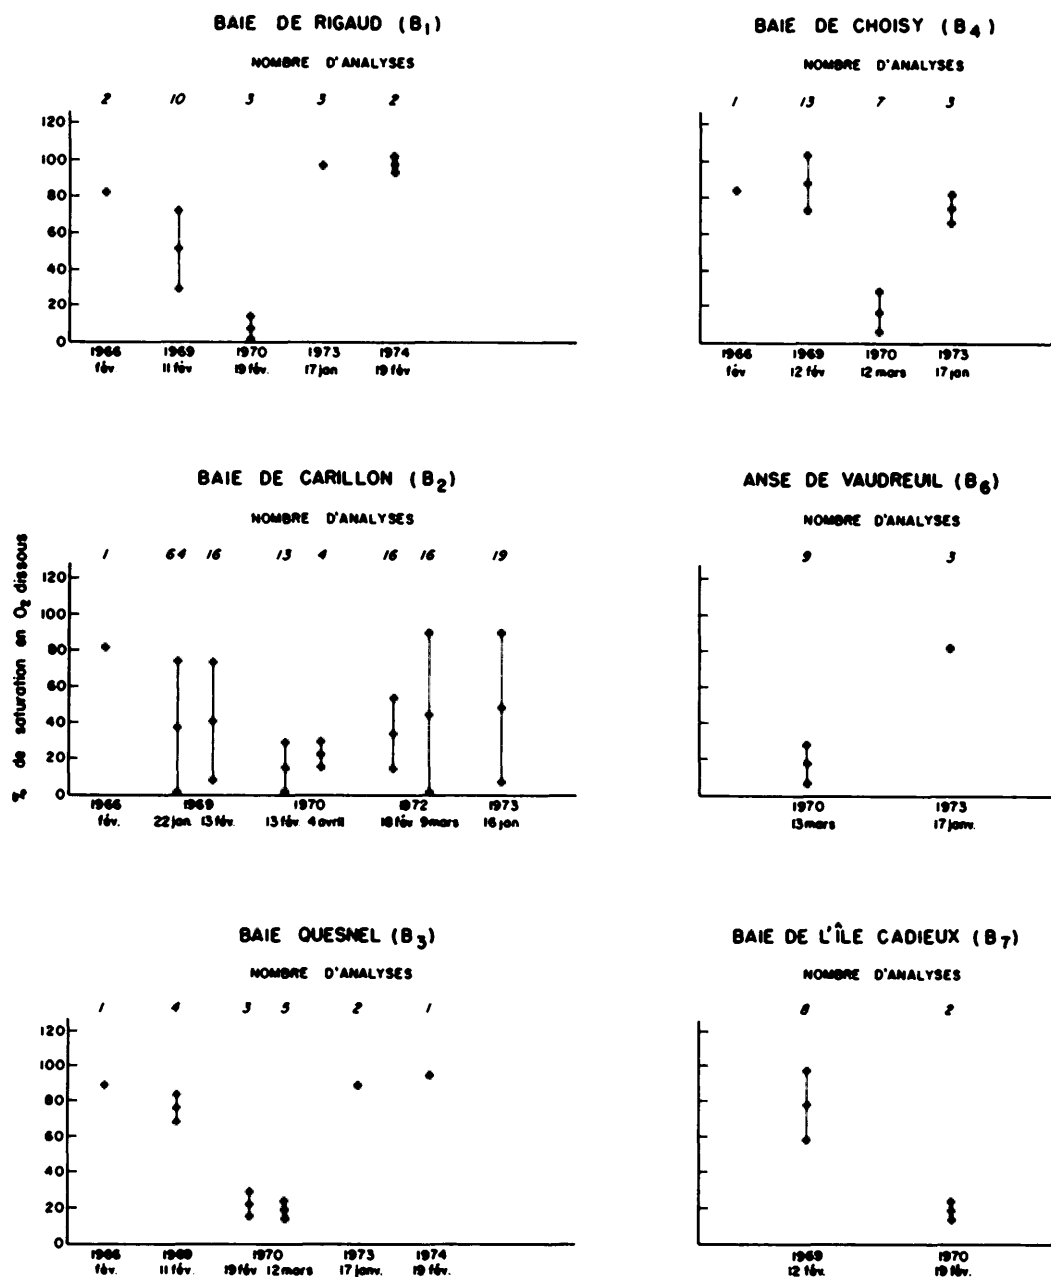 BAIE DE RIGAUD (B1)
NOMBRE D'ANALYSES
2 10 3 3 2
120
100
80
60
40
20
0
1966 1969 1970 1973 1974
fév. 11 fév 19 fév. 17 jan 19 fév
BAIE DE CHOISY (B4)
NOMBRE D'ANALYSES
1 13 7 3
1966 1969 1970 1973
fév 12 fév 12 mars 17 jan
% de saturation en O2 dissous
BAIE DE CARILLON (B2)
NOMBRE D'ANALYSES
1 64 16 13 4 16 16 19
120
100
80
60
40
20
0
1966 1969 1970 1972 1973
fév. 22 jan 13 fév. 13 fév 4 avril 18 fév 9 mars 16 jan
ANSE DE VAUDREUIL (B6)
NOMBRE D'ANALYSES
9 3
1970 1973
13 mars 17 janv.
BAIE QUESNEL (B3)
NOMBRE D'ANALYSES
1 4 3 5 2 1
120
100
80
60
40
20
0
1966 1969 1970 1973 1974
fév. 11 fév. 19 fév 12 mars 17 janv. 19 fév.
BAIE DE L'ÎLE CADIEUX (B7)
NOMBRE D'ANALYSES
8 2
1969 1970
12 fév. 19 fév.